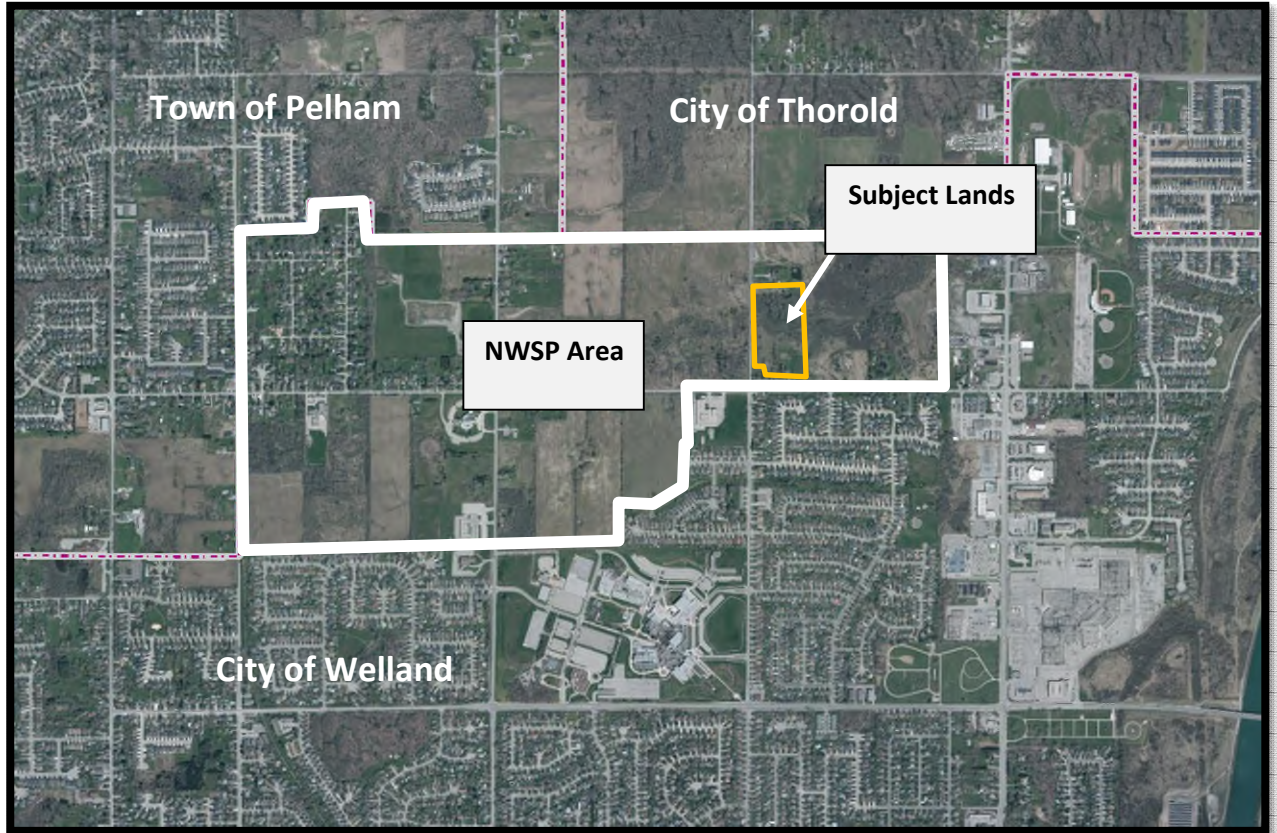 Town of Pelham
City of Thorold
Subject Lands
NWSP Area
City of Welland